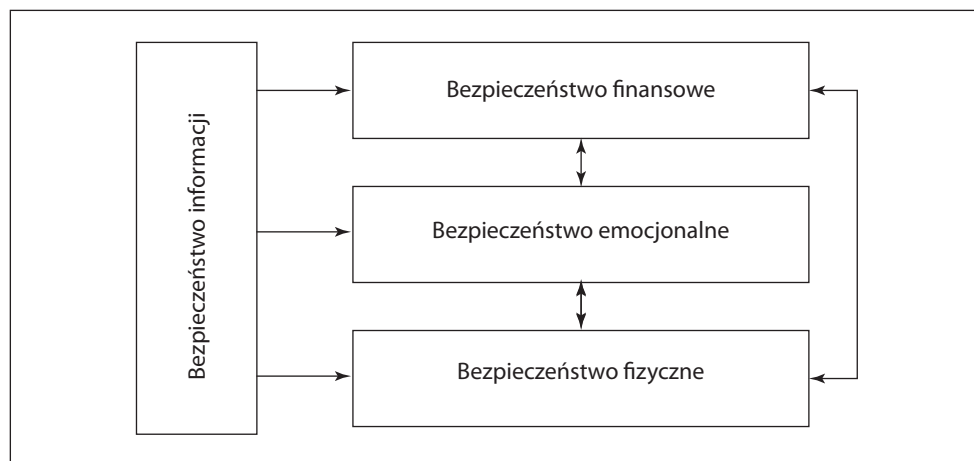 Bezpieczeństwo informacji
Bezpieczeństwo finansowe
Bezpieczeństwo emocjonalne
Bezpieczeństwo fizyczne